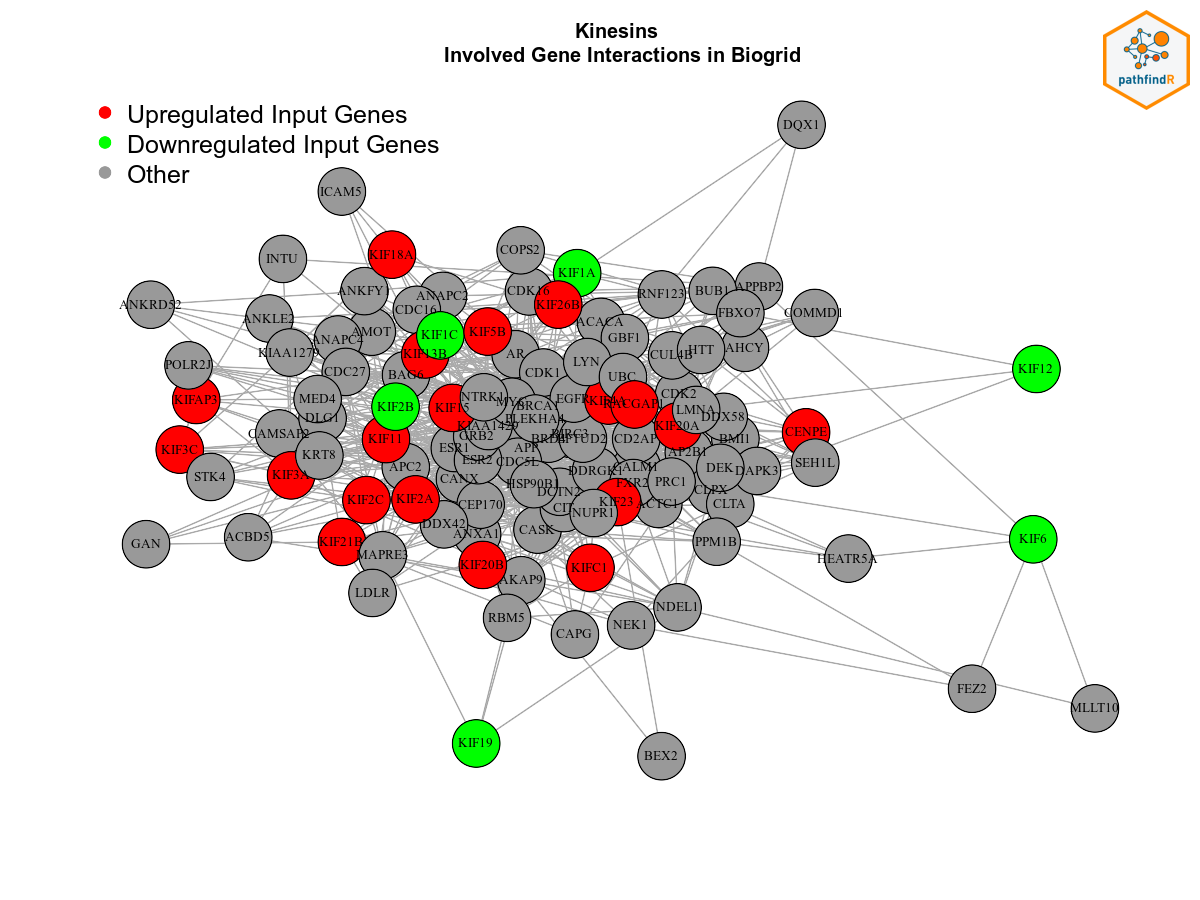 Kinesins
Involved Gene Interactions in Biogrid
pathfindR
Upregulated Input Genes
Downregulated Input Genes
Other
DQX1
ICAM5
COPS2
KIF18A
INTU
KIF1A
ANKFY1
ANAPC2
CDK16
KIF26B
RNF123
BUB1
APPBP2
ANKRD52
ANKLE2
CDC16
ACACA
FBXO7
COMMD1
AMOT
ANAPC4
KIF1C
KIF5B
GBF1
KIAA1279
KIF13B
AR
LYN
CUL4B
HTT
AHCY
POLR2J
CDC27
BAG6
CDK1
UBC
KIF12
KIFAP3
MED4
KIF2B
KIF15
NTRK1
MYC
BRCA1
EGFR
KIF4A
RACGAP1
CDK2
LMNA
DLG1
PLEKHA4
DDX58
CAMSAP2
KIF11
KIAA1429
GRB2
BIRC3
KIF20A
CENPE
KIF3C
KRT8
ESR1
APP
CD2AP
AP2B1
BMI1
ESR2
CDC5L
SEH1L
STK4
KIF3A
APC2
CANX
DDRGK1
CALM1
DEK
DAPK3
HSP90B1
FXR2
PRC1
CLPX
KIF2C
KIF2A
CEP170
DCTN2
CIT
KIF23
ACTC1
CLTA
NUPR1
DDX42
ANXA1
CASK
GAN
ACBD5
KIF21B
MAPRE3
PPM1B
KIF6
HEATR5A
KIF20B
KIFC1
AKAP9
LDLR
NDEL1
RBM5
NEK1
CAPG
FEZ2
MLLT10
KIF19
BEX2